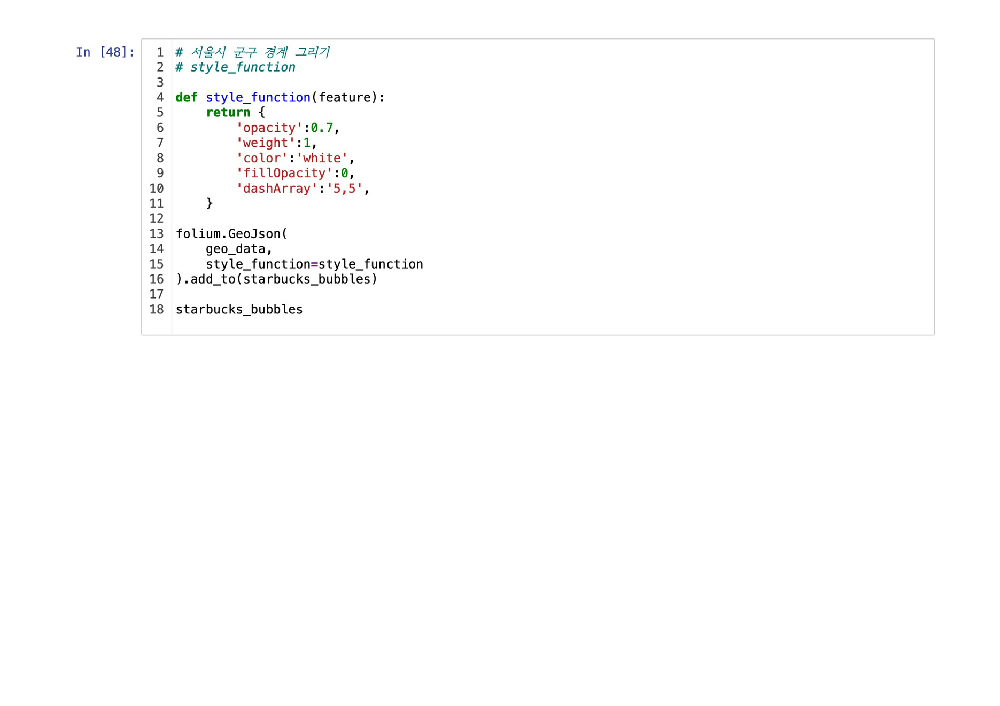 In [48]:
1 # 서울시 군구 경계 그리기
2 # style_function
3
4 def style_function(feature):
5     return {
6         'opacity':0.7,
7         'weight':1,
8         'color':'white',
9         'fillOpacity':0,
10         'dashArray':'5,5',
11     }
12
13 folium.GeoJson(
14     geo_data,
15     style_function=style_function
16 ).add_to(starbucks_bubbles)
17
18 starbucks_bubbles